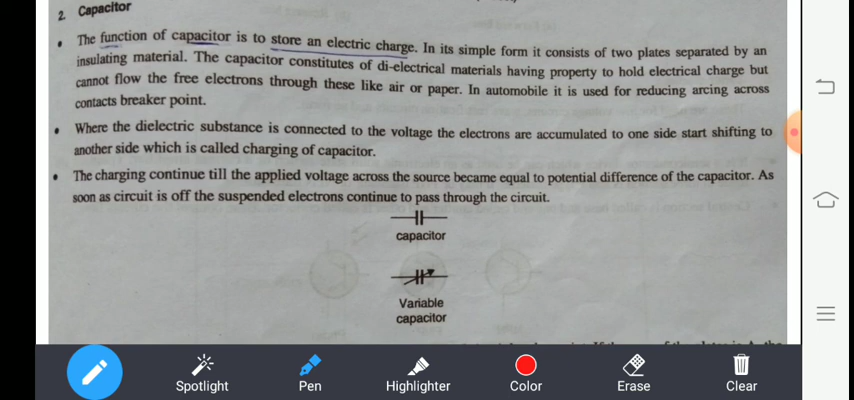 2. Capacitor
• The function of capacitor is to store an electric charge. In its simple form it consists of two plates separated by an
insulating material. The capacitor constitutes of di-electrical materials having property to hold electrical charge but
cannot flow the free electrons through these like air or paper. In automobile it is used for reducing arcing across
contacts breaker point.
• Where the dielectric substance is connected to the voltage the electrons are accumulated to one side start shifting to
another side which is called charging of capacitor.
• The charging continue till the applied voltage across the source became equal to potential difference of the capacitor. As
soon as circuit is off the suspended electrons continue to pass through the circuit.
capacitor
Variable
capacitor
Spotlight
Pen
Highlighter
Color
Erase
Clear